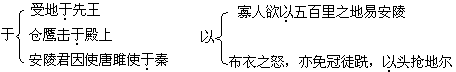 于
受地于先王
仓鹰击于殿上
安陵君因使唐雎使于秦
以
寡人欲以五百里之地易安陵
布衣之怒，亦免冠徒跣，以头抢地尔